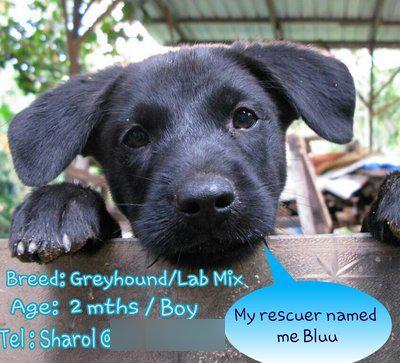 Breed: Greyhound/Lab Mix
Age: 2 mths / Boy
Tel : Sharol @
My rescuer named
me Bluu